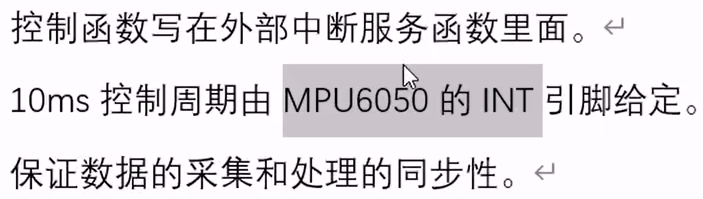 控制函数写在外部中断服务函数里面。
10ms 控制周期由 MPU6050 的 INT 引脚给定。
保证数据的采集和处理的同步性。